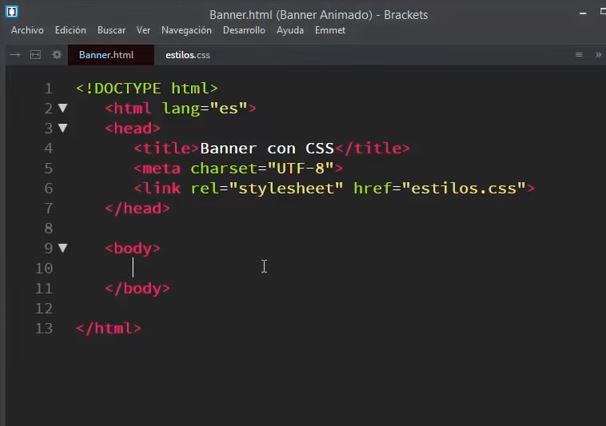 Banner.html (Banner Animado) - Brackets
Archivo Edición Buscar Ver Navegación Desarrollo Ayuda Emmet
Banner.html estilos.css
1 <!DOCTYPE html>
2 <html lang="es">
3 <head>
4 <title>Banner con CSS</title>
5 <meta charset="UTF-8">
6 <link rel="stylesheet" href="estilos.css">
7 </head>
8
9 <body>
10
11 </body>
12
13 </html>